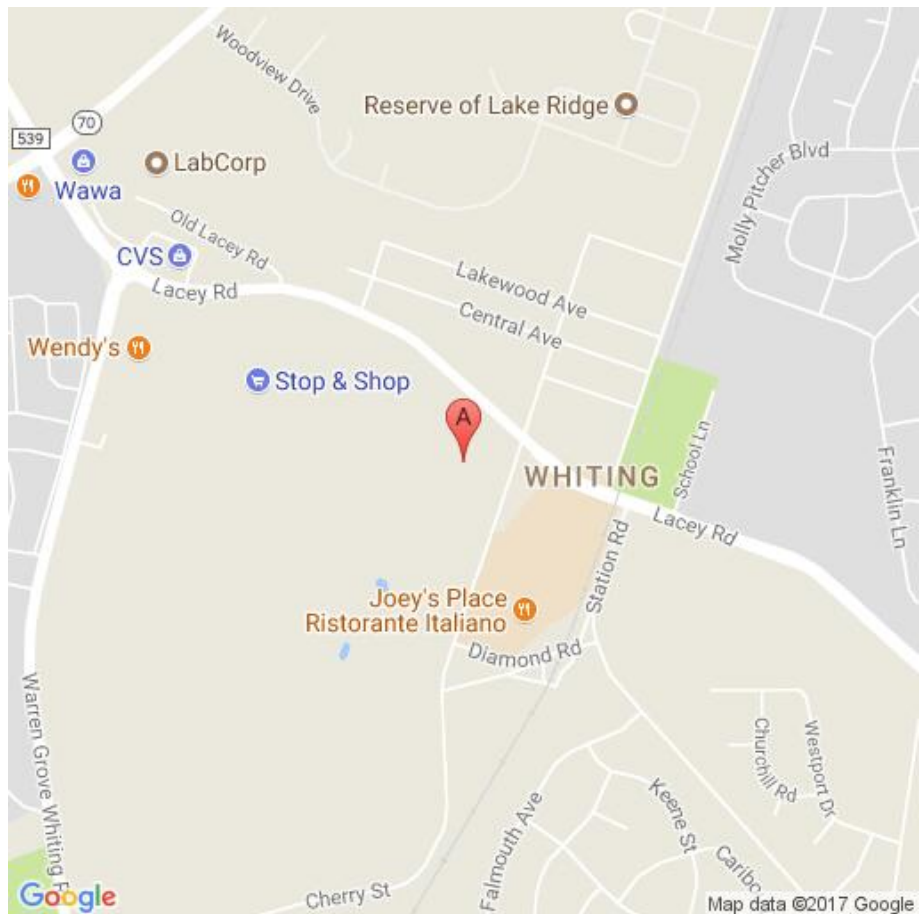 Woodview Drive
Reserve of Lake Ridge
70
539
LabCorp
Wawa
Molly Pitcher Blvd
Old Lacey Rd
CVS
Lacey Rd
Lakewood Ave
Central Ave
Wendy's
Stop & Shop
A
WHITING
School Ln
Franklin Ln
Lacey Rd
Station Rd
Joey's Place
Ristorante Italiano
Diamond Rd
Warren Grove Whiting R
Churchill Rd
Westport Dr
Keene St
Falmouth Ave
Caribo
Cherry St
Google
Map data ©2017 Google